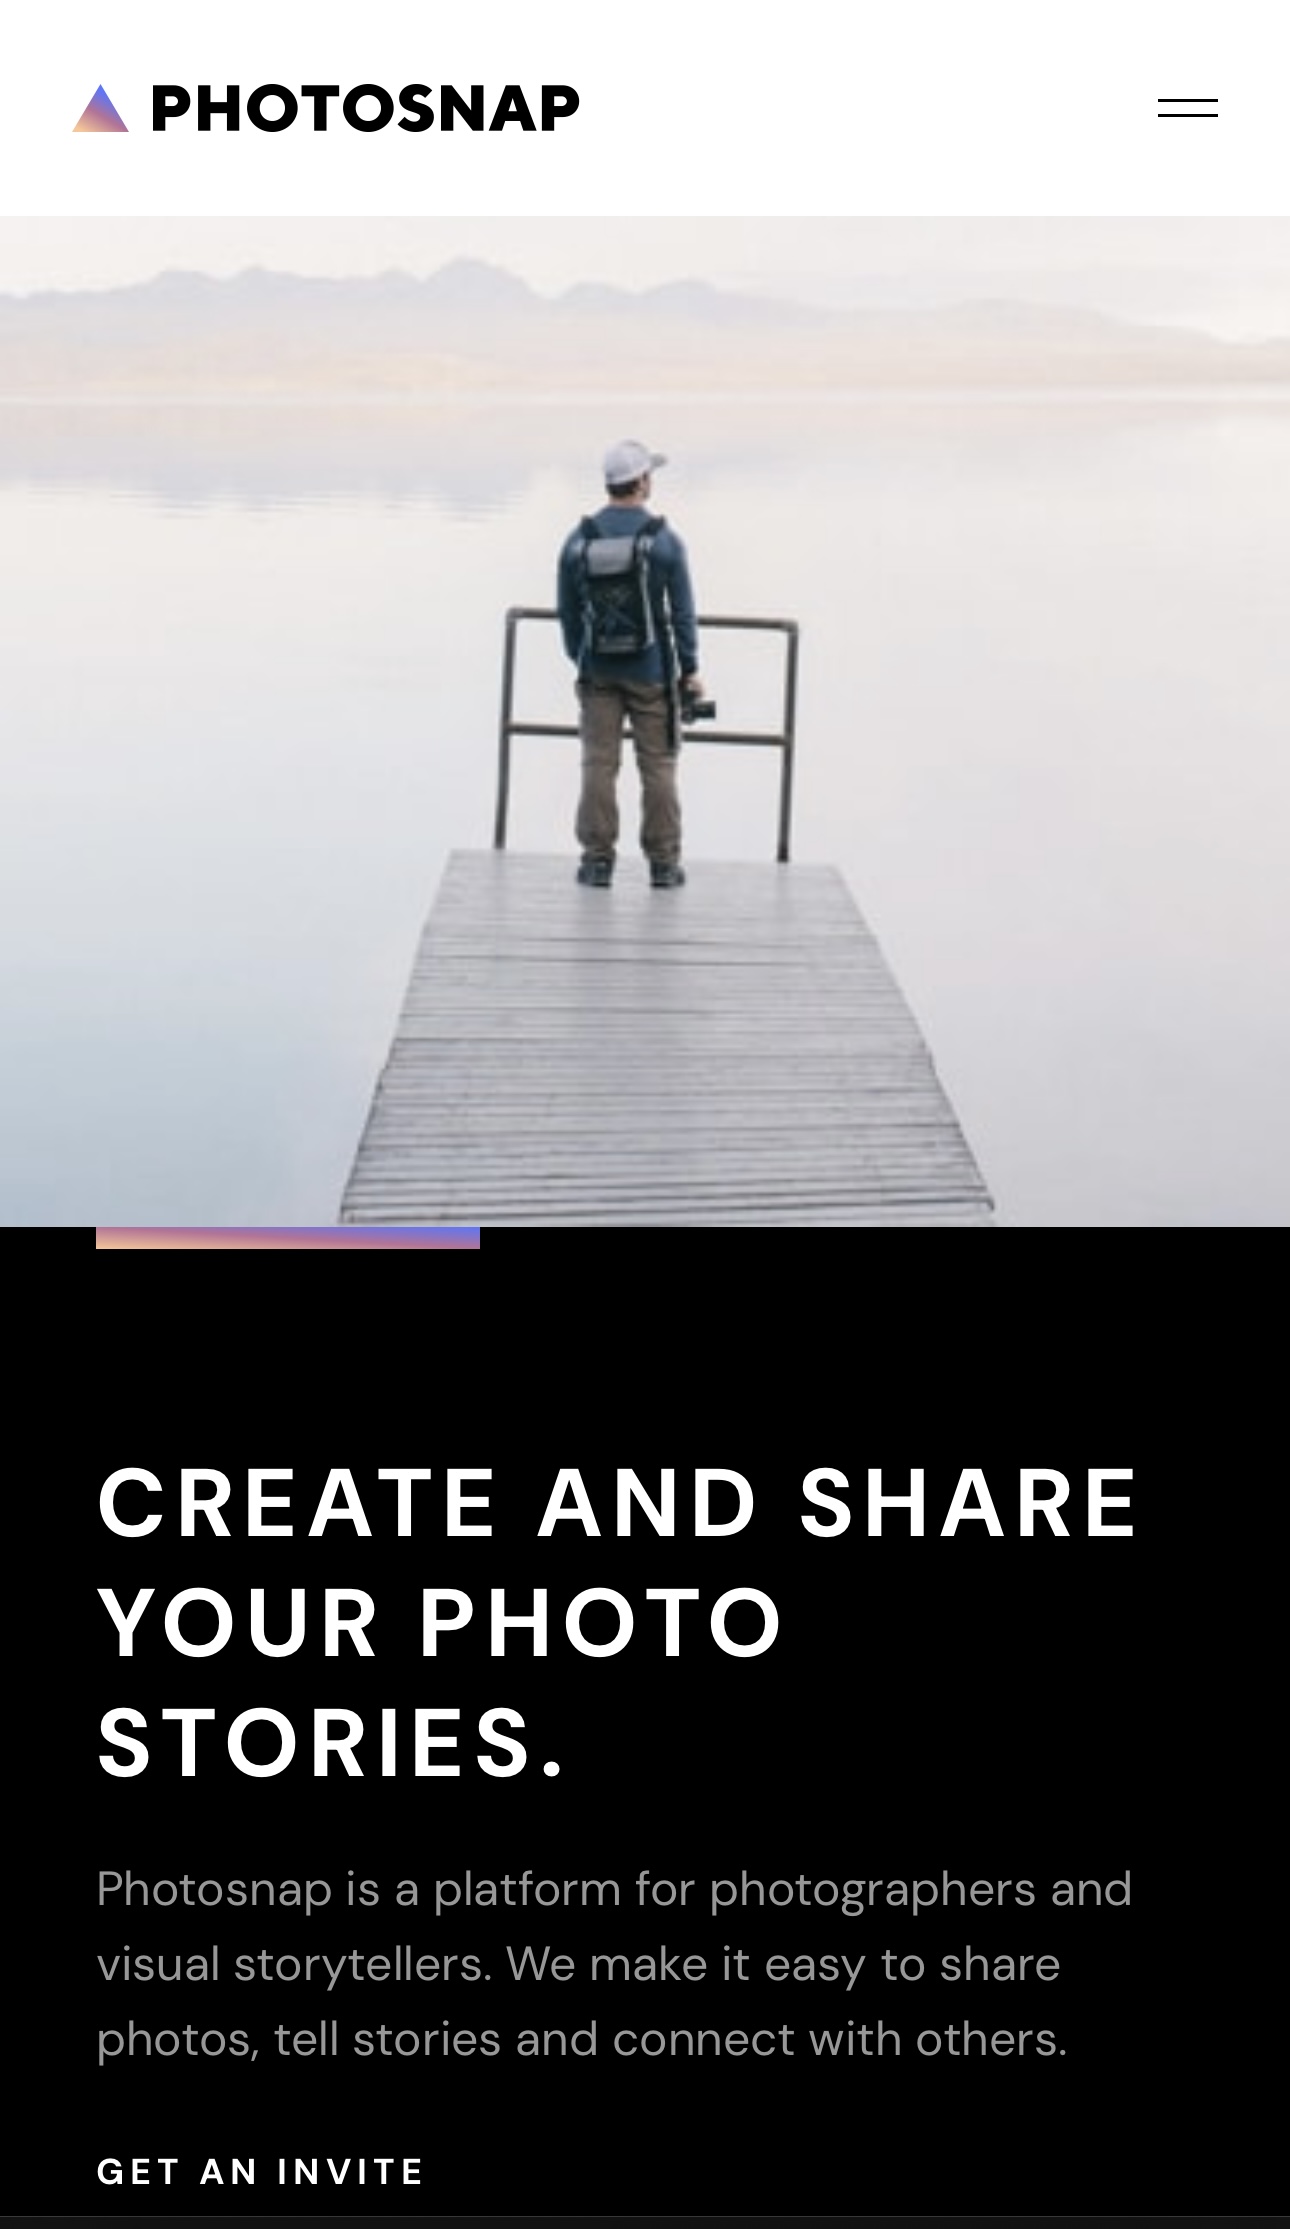 PHOTOSNAP
CREATE AND SHARE
YOUR PHOTO
STORIES.
Photosnap is a platform for photographers and
visual storytellers. We make it easy to share
photos, tell stories and connect with others.
GET AN INVITE